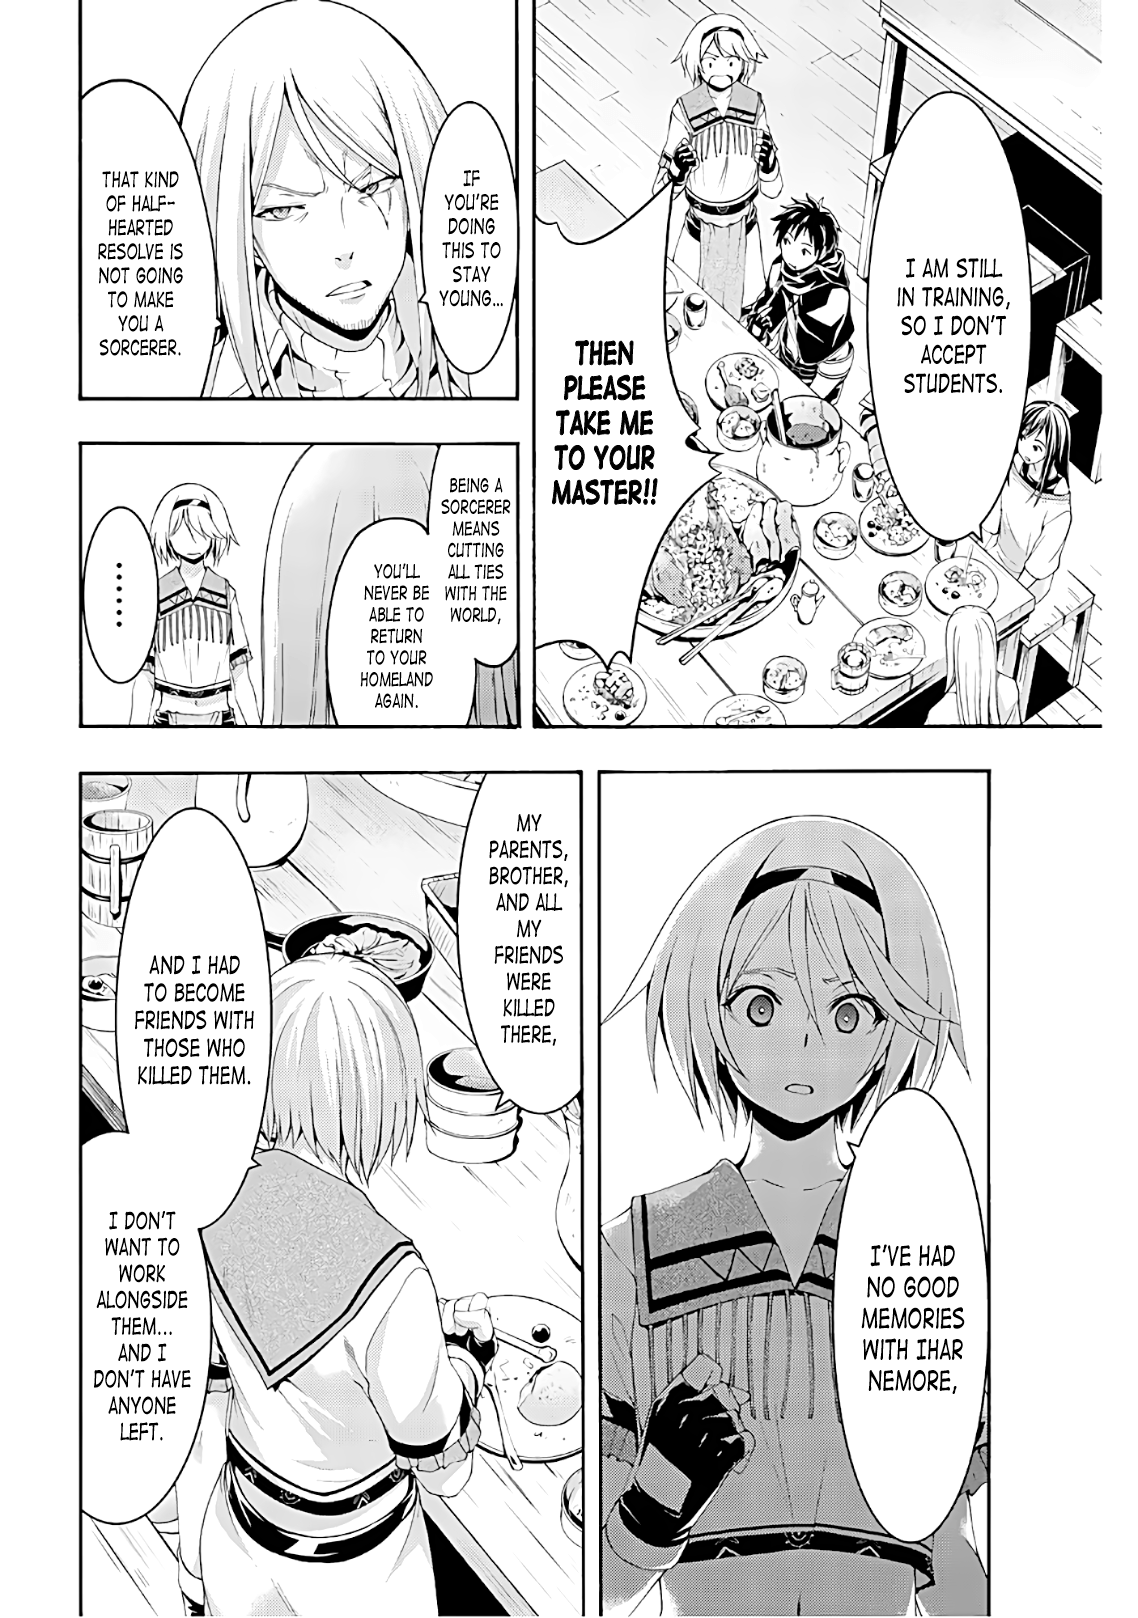 I AM STILL
IN TRAINING,
SO I DON'T
ACCEPT
STUDENTS.
THEN
PLEASE
TAKE ME
TO YOUR
MASTER!!
IF
YOU'RE
DOING
THIS TO
STAY
YOUNG...
THAT KIND
OF HALF-
HEARTED
RESOLVE IS
NOT GOING
TO MAKE
YOU A
SORCERER.
BEING A
SORCERER
MEANS
CUTTING
ALL TIES
WITH THE
WORLD,
YOU'LL
NEVER BE
ABLE TO
RETURN
TO YOUR
HOMELAND
AGAIN.
......
I'VE HAD
NO GOOD
MEMORIES
WITH IHAR
NEMORE,
MY
PARENTS,
BROTHER,
AND ALL
MY
FRIENDS
WERE
KILLED
THERE,
AND I HAD
TO BECOME
FRIENDS WITH
THOSE WHO
KILLED THEM.
I DON'T
WANT TO
WORK
ALONGSIDE
THEM...
AND I
DON'T HAVE
ANYONE
LEFT.